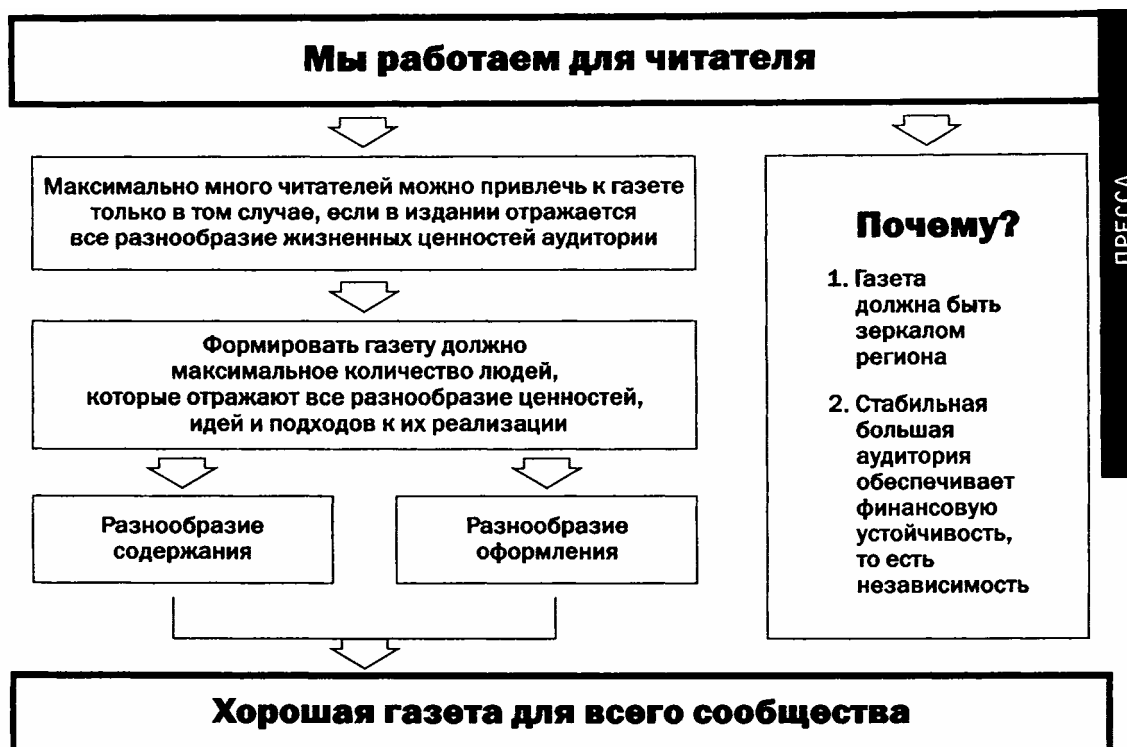 Мы работаем для читателя
Максимально много читателей можно привлечь к газете
только в том случае, если в издании отражается
все разнообразие жизненных ценностей аудитории
Формировать газету должно
максимальное количество людей,
которые отражают все разнообразие ценностей,
идей и подходов к их реализации
Разнообразие
содержания
Разнообразие
оформления
Почему?
1. Газета
должна быть
зеркалом
региона
2. Стабильная
большая
аудитория
обеспечивает
финансовую
устойчивость,
то есть
независимость
Хорошая газета для всего сообщества
ПРЕССА